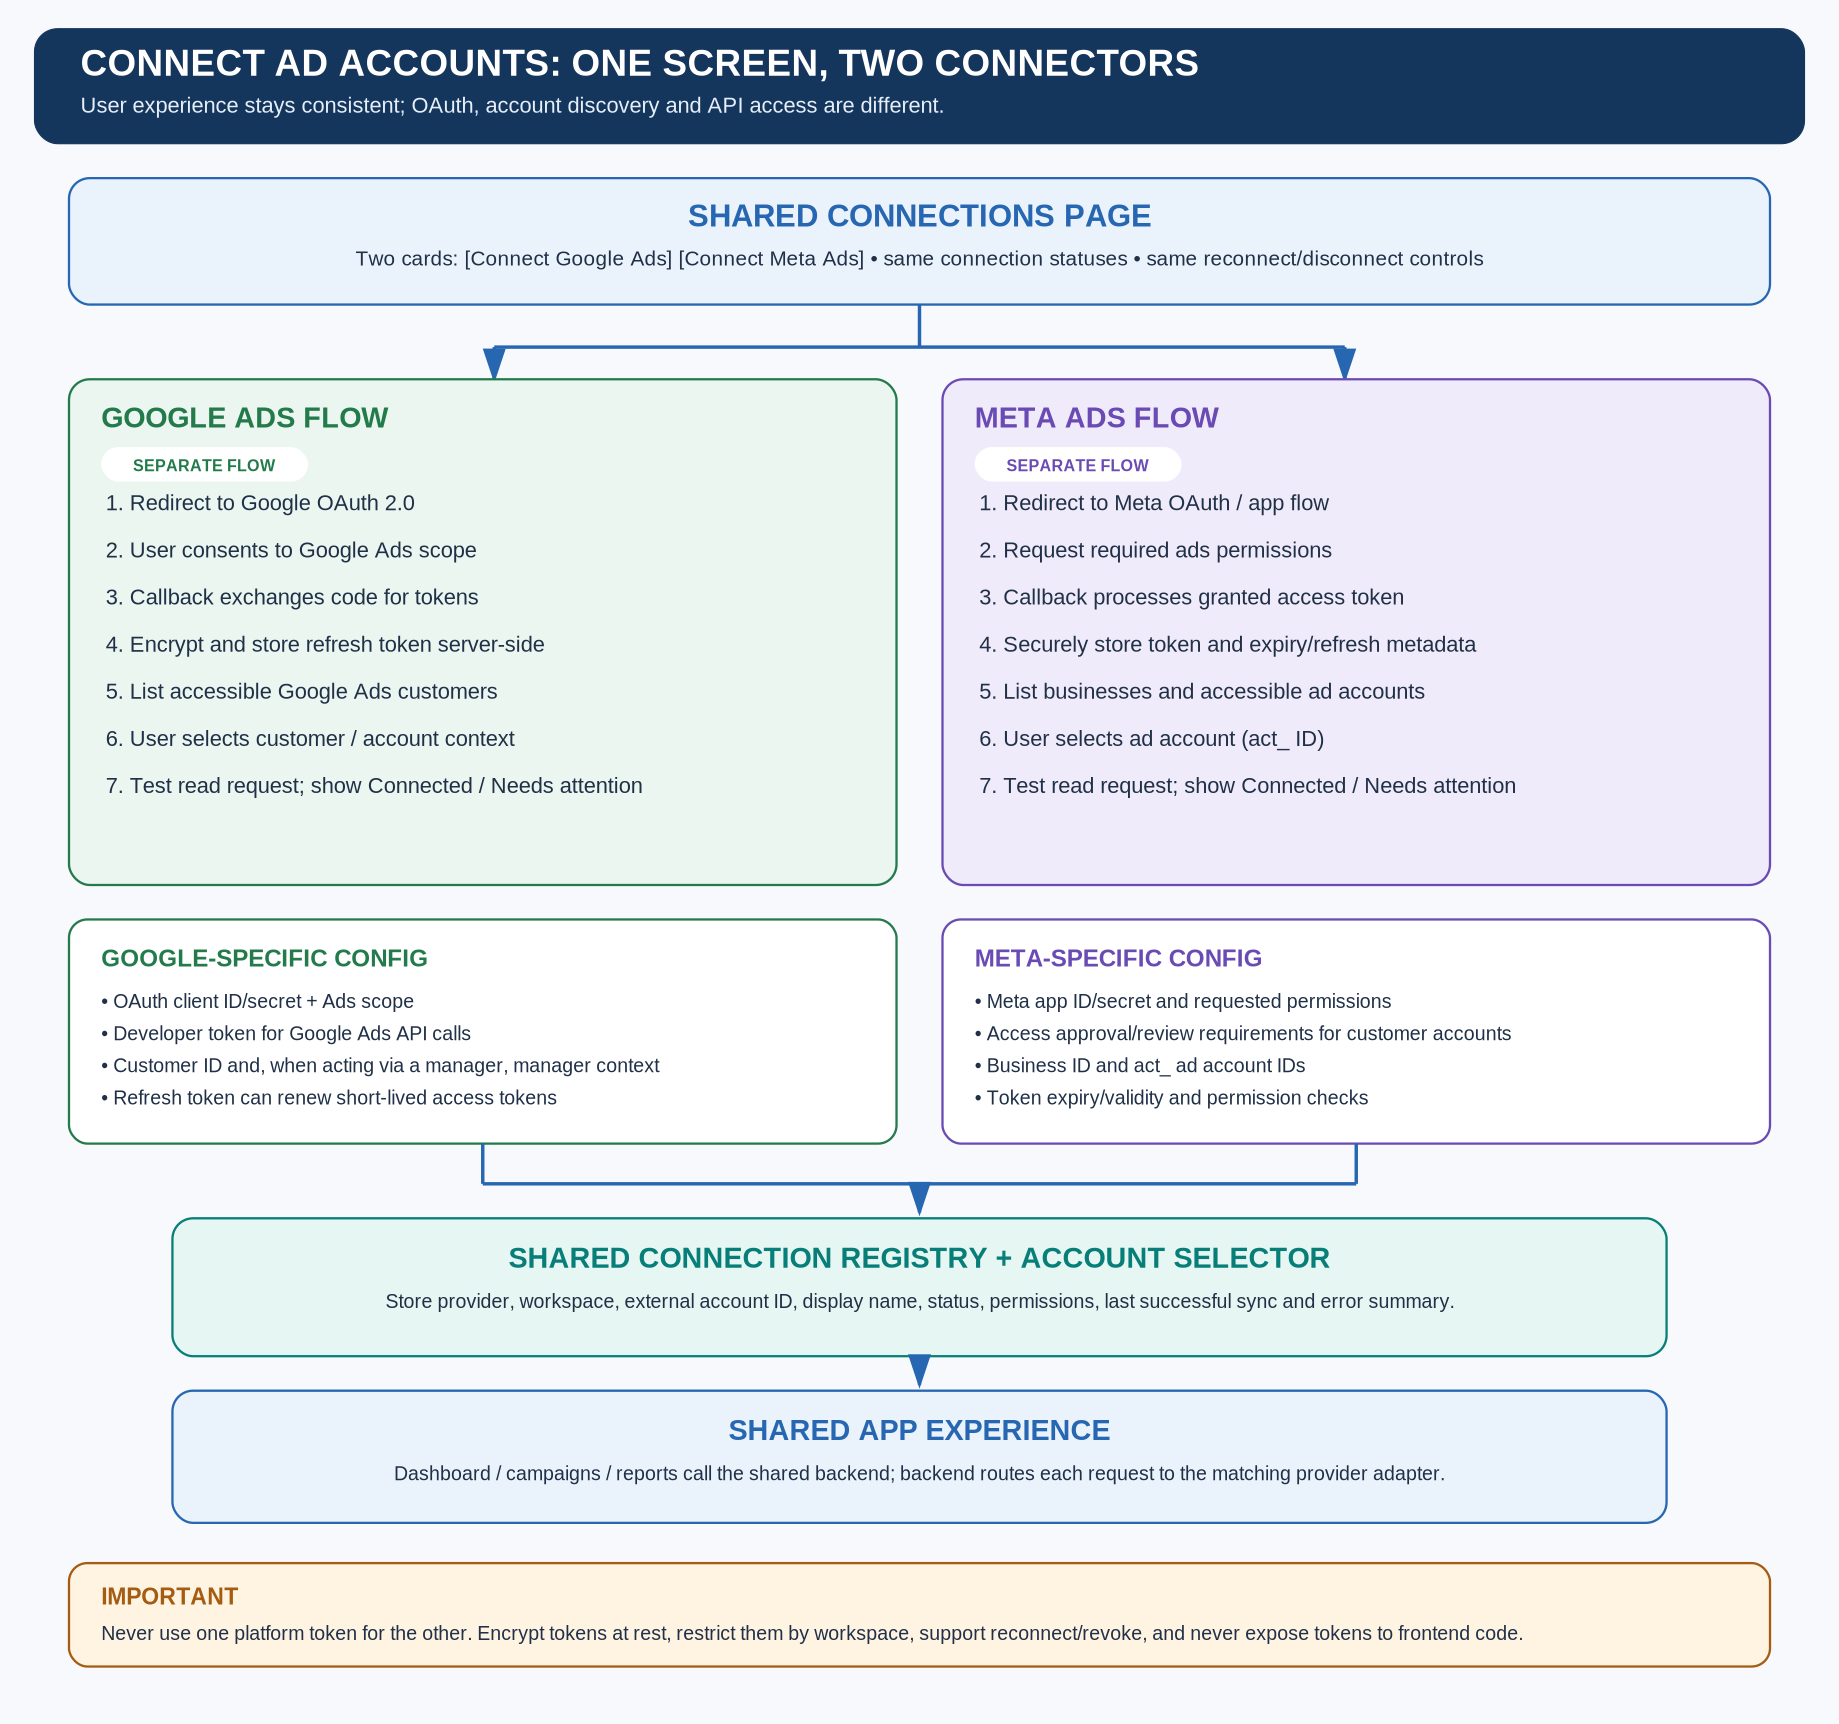 CONNECT AD ACCOUNTS: ONE SCREEN, TWO CONNECTORS
User experience stays consistent; OAuth, account discovery and API access are different.
SHARED CONNECTIONS PAGE
Two cards: [Connect Google Ads] [Connect Meta Ads] • same connection statuses • same reconnect/disconnect controls
GOOGLE ADS FLOW
SEPARATE FLOW
1. Redirect to Google OAuth 2.0
2. User consents to Google Ads scope
3. Callback exchanges code for tokens
4. Encrypt and store refresh token server-side
5. List accessible Google Ads customers
6. User selects customer / account context
7. Test read request; show Connected / Needs attention
META ADS FLOW
SEPARATE FLOW
1. Redirect to Meta OAuth / app flow
2. Request required ads permissions
3. Callback processes granted access token
4. Securely store token and expiry/refresh metadata
5. List businesses and accessible ad accounts
6. User selects ad account (act_ ID)
7. Test read request; show Connected / Needs attention
GOOGLE-SPECIFIC CONFIG
• OAuth client ID/secret + Ads scope
• Developer token for Google Ads API calls
• Customer ID and, when acting via a manager, manager context
• Refresh token can renew short-lived access tokens
META-SPECIFIC CONFIG
• Meta app ID/secret and requested permissions
• Access approval/review requirements for customer accounts
• Business ID and act_ ad account IDs
• Token expiry/validity and permission checks
SHARED CONNECTION REGISTRY + ACCOUNT SELECTOR
Store provider, workspace, external account ID, display name, status, permissions, last successful sync and error summary.
SHARED APP EXPERIENCE
Dashboard / campaigns / reports call the shared backend; backend routes each request to the matching provider adapter.
IMPORTANT
Never use one platform token for the other. Encrypt tokens at rest, restrict them by workspace, support reconnect/revoke, and never expose tokens to frontend code.